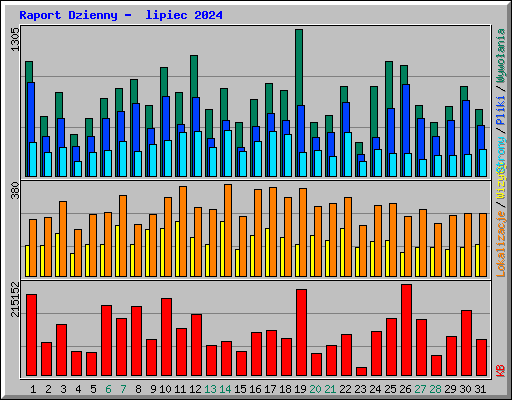 Raport Dzienny -  lipiec 2024
1305
380
215152
Wywolania / Pliki / Strony
Lokalizacje /
KB
1 2 3 4 5 6 7 8 9 10 11 12 13 14 15 16 17 18 19 20 21 22 23 24 25 26 27 28 29 30 31